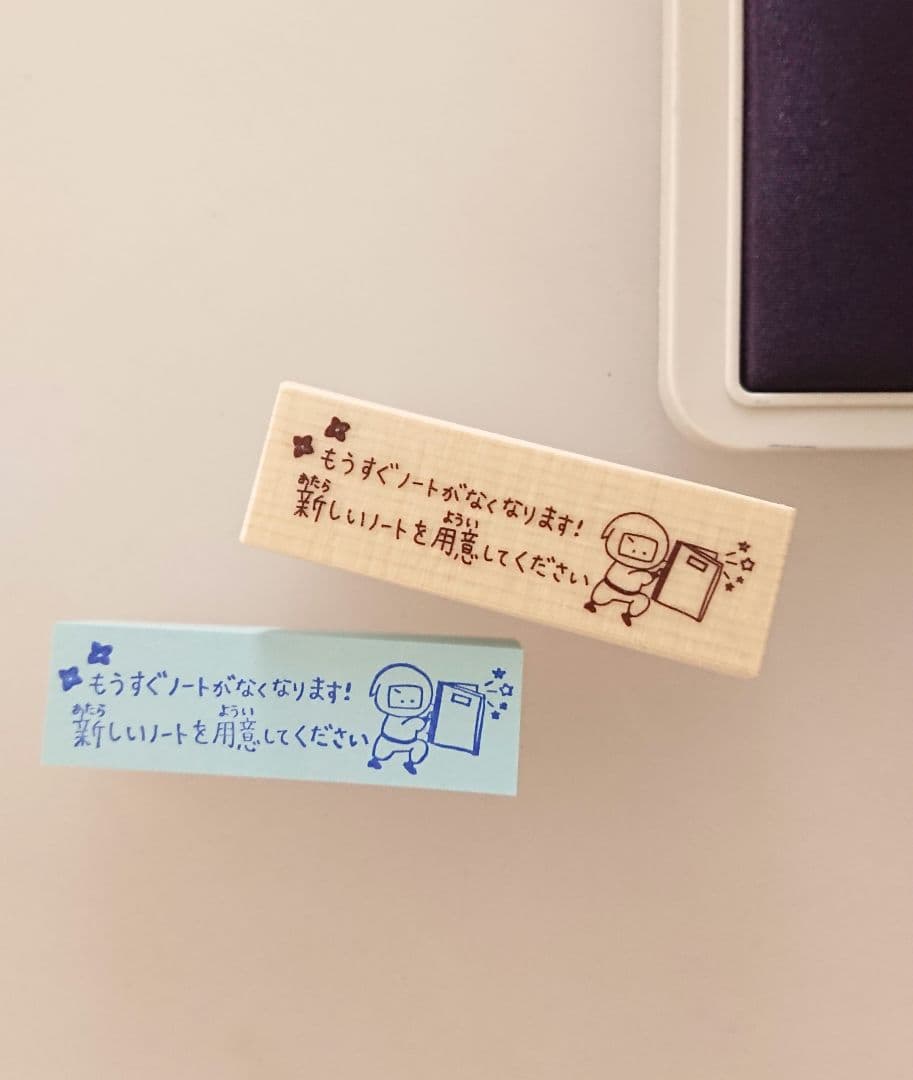 もうすぐノートがなくなります!
あたら
新しいノートを用意してください
ようい
もうすぐノートがなくなります!
あたら
新しいノートを用意してください
ようい